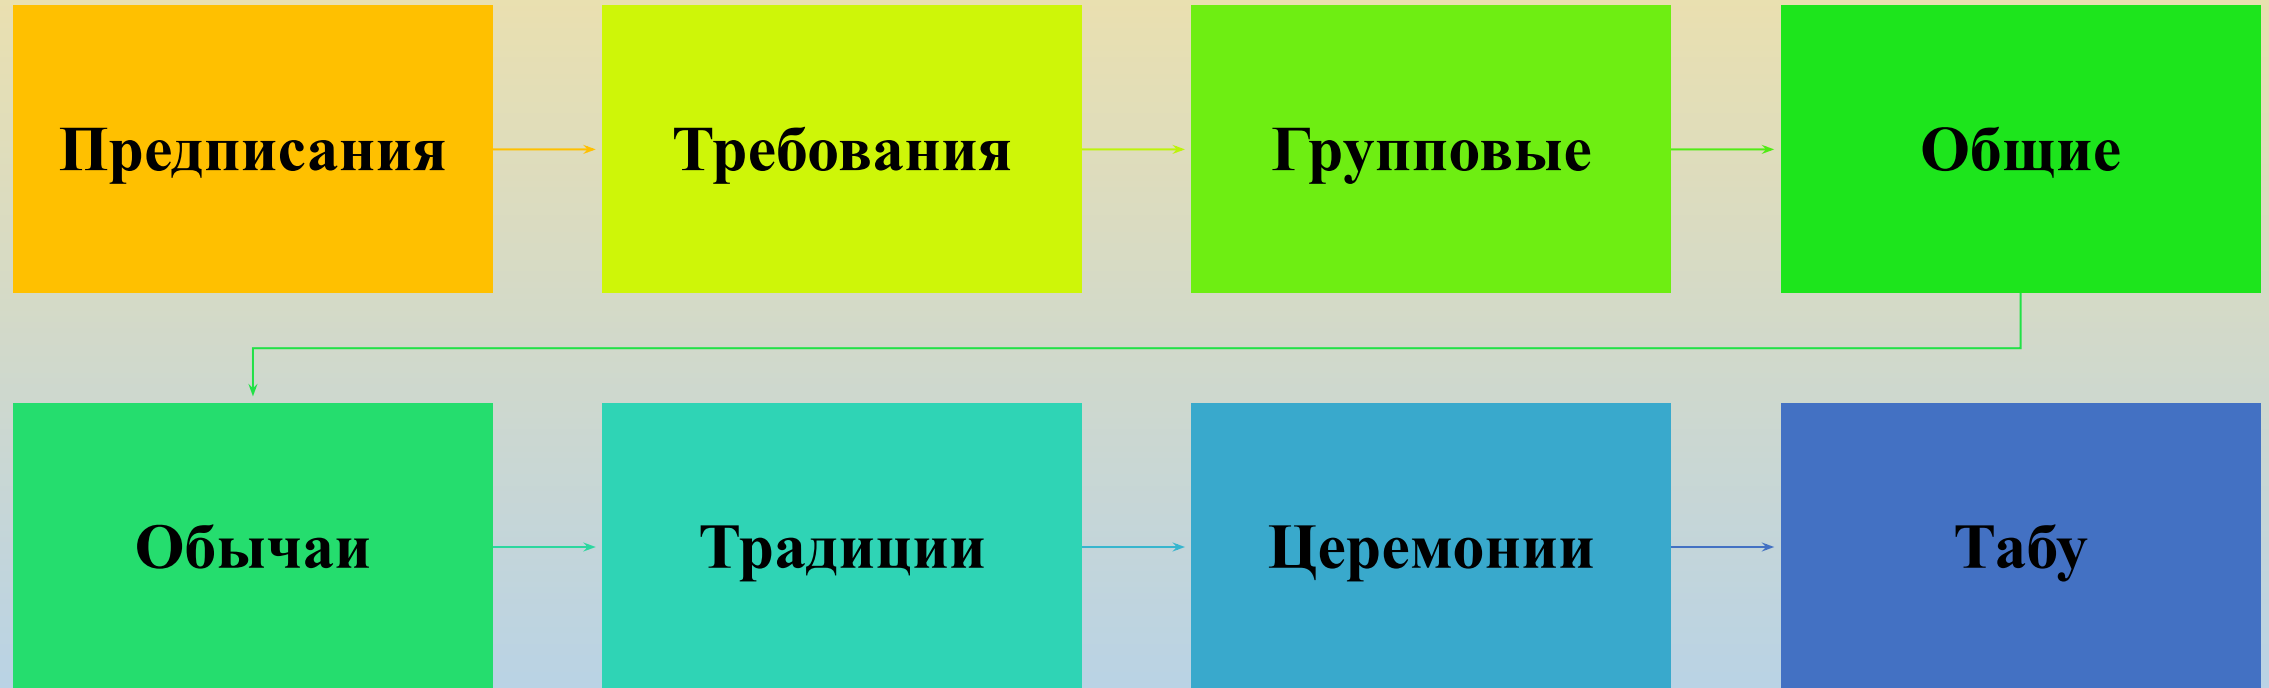 Предписания
Требования
Групповые
Общие
Обычаи
Традиции
Церемонии
Табу